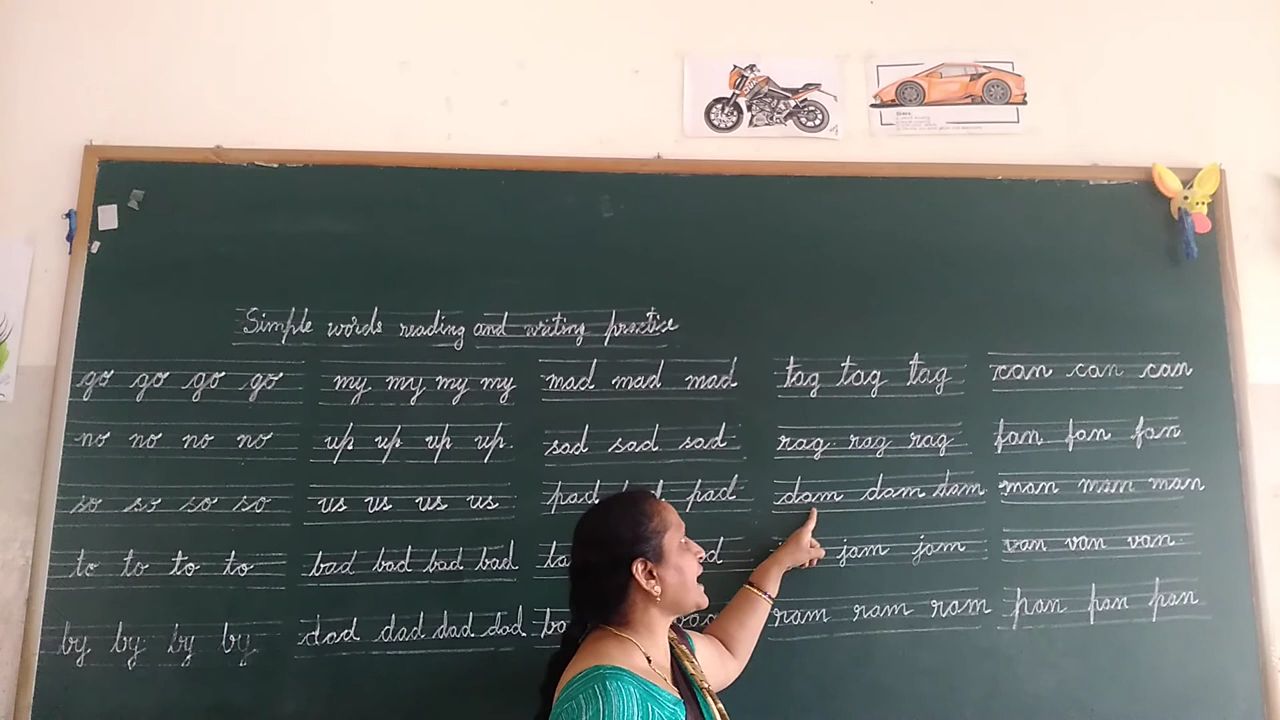 Simple words reading and writing practice
go go go go
no no no no
so so so so
to to to to
by by by by
my my my my
up up up up.
us us us us
bad bad bad bad
dad dad dad dad
mad mad mad
sad sad sad
pad pad
tag tag tag
rag rag rag
dam dam dam
jam jam
ram ram ram
can can can
fan fan fan
man man man
van van van.
pan pan pan